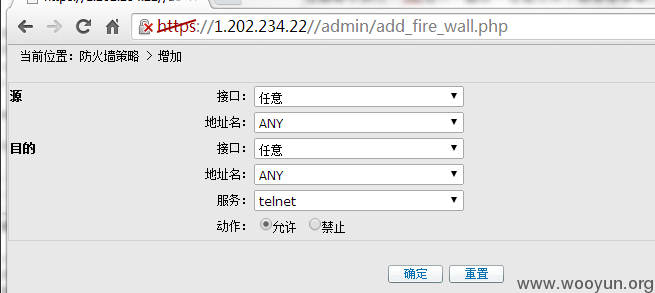 https://1.202.234.22//admin/add_fire_wall.php
当前位置：防火墙策略 > 增加
源 接口： 任意
地址名： ANY
目的 接口： 任意
地址名： ANY
服务： telnet
动作： 允许 禁止
确定 重置
www.wooyun.org